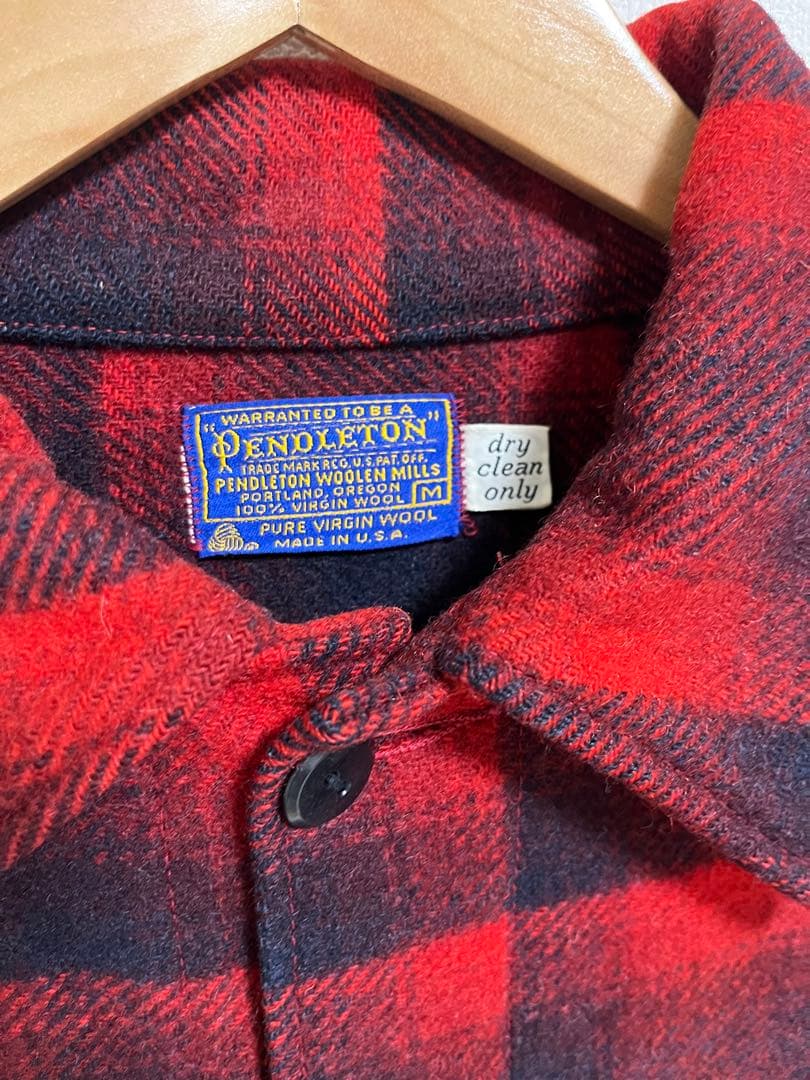 WARRANTED TO BE A
"PENDLETON"
TRADE MARK REG. U.S. PAT. OFF.
PENDLETON WOOLEN MILLS
PORTLAND, OREGON
100% VIRGIN WOOL M
PURE VIRGIN WOOL
MADE IN U.S.A.
dry
clean
only